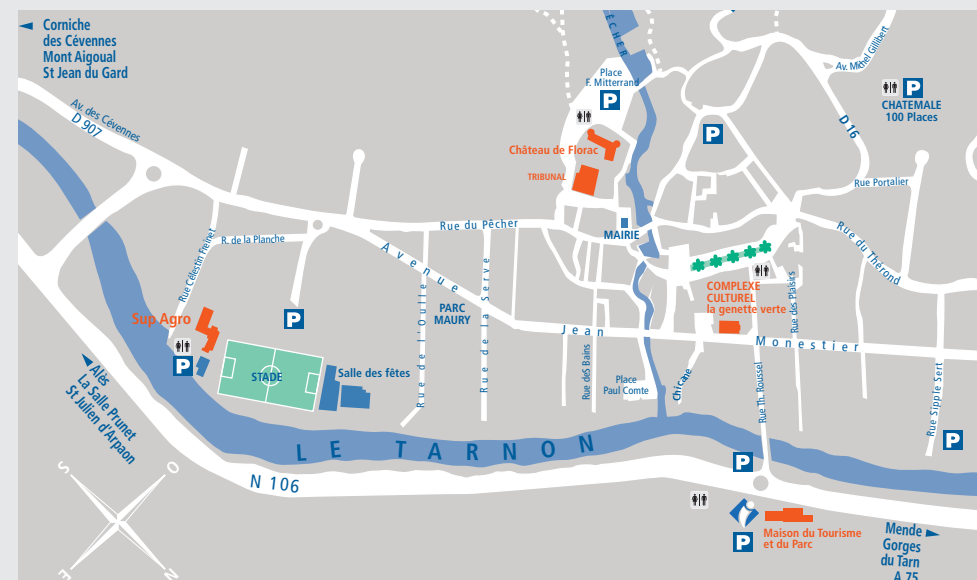 Corniche
des Cévennes
Mont Aigoual
St Jean du Gard
Av. des Cévennes
D 907
ÊCHER
Place
F. Mitterrand
P
Château de Florac
TRIBUNAL
P
Av. Michel Gillibert
P
CHATEMALE
100 Places
D 16
Rue Portalier
Rue du Thérond
Rue du Pêcher
MAIRIE
R. de la Planche
Rue Célestin Freinet
Avenue Jean Monestier
PARC
MAURY
Rue de l'Oulle
Rue de la Serve
COMPLEXE
CULTUREL
la genette verte
Rue des Plaisirs
Sup Agro
P
P
STADE
Salle des fêtes
Rue des Bains
Place
Paul Comte
Chicane
Rue Th. Roussel
Rue Sipple Sert
P
Alès
La Salle Prunet
St Julien d'Arpaon
LE TARNON
N 106
P
P
Maison du Tourisme
et du Parc
Mende
Gorges
du Tarn
A 75
S
O
E
N